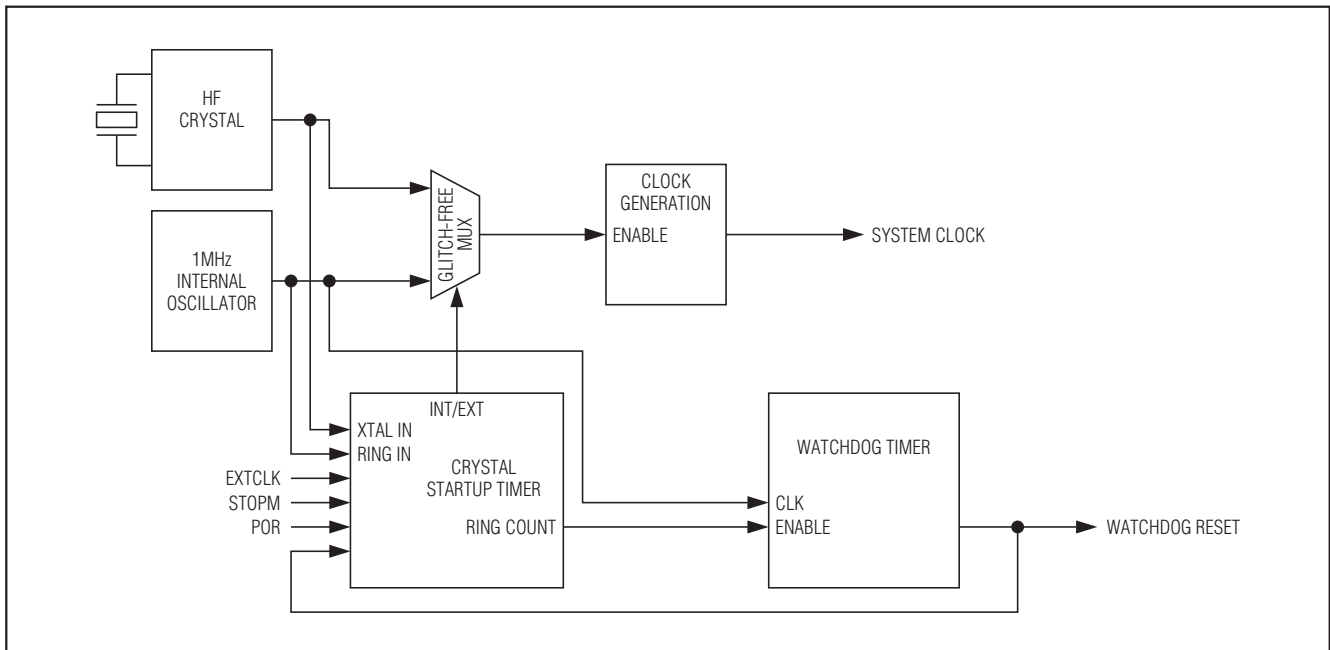 HF
CRYSTAL
1MHz
INTERNAL
OSCILLATOR
GLITCH-FREE
MUX
CLOCK
GENERATION
ENABLE
SYSTEM CLOCK
INT/EXT
XTAL IN
RING IN
EXTCLK
STOPM
POR
CRYSTAL
STARTUP TIMER
RING COUNT
WATCHDOG TIMER
CLK
ENABLE
WATCHDOG RESET